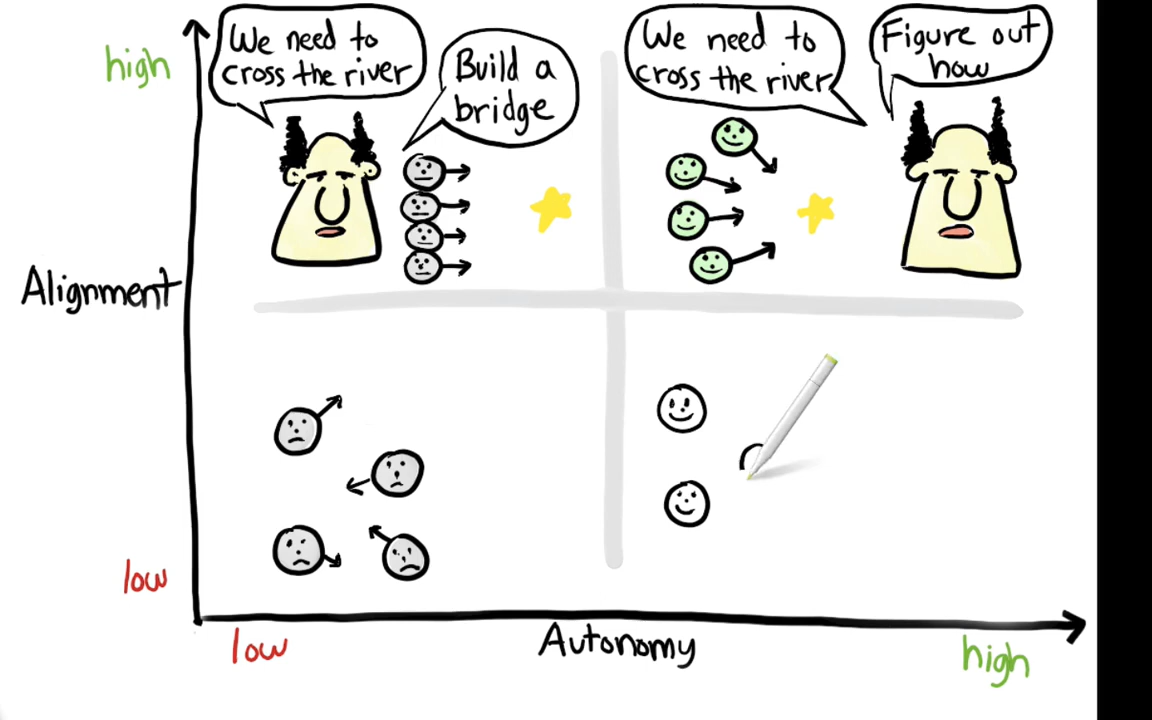 We need to
cross the river
Build a
bridge
We need to
cross the river
Figure out
how
high
Alignment
low
low
Autonomy
high